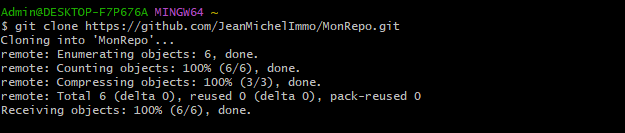 Admin@DESKTOP-F7P676A MINGW64 ~
$ git clone https://github.com/JeanMichelImmo/MonRepo.git
Cloning into 'MonRepo'...
remote: Enumerating objects: 6, done.
remote: Counting objects: 100% (6/6), done.
remote: Compressing objects: 100% (3/3), done.
remote: Total 6 (delta 0), reused 0 (delta 0), pack-reused 0
Receiving objects: 100% (6/6), done.